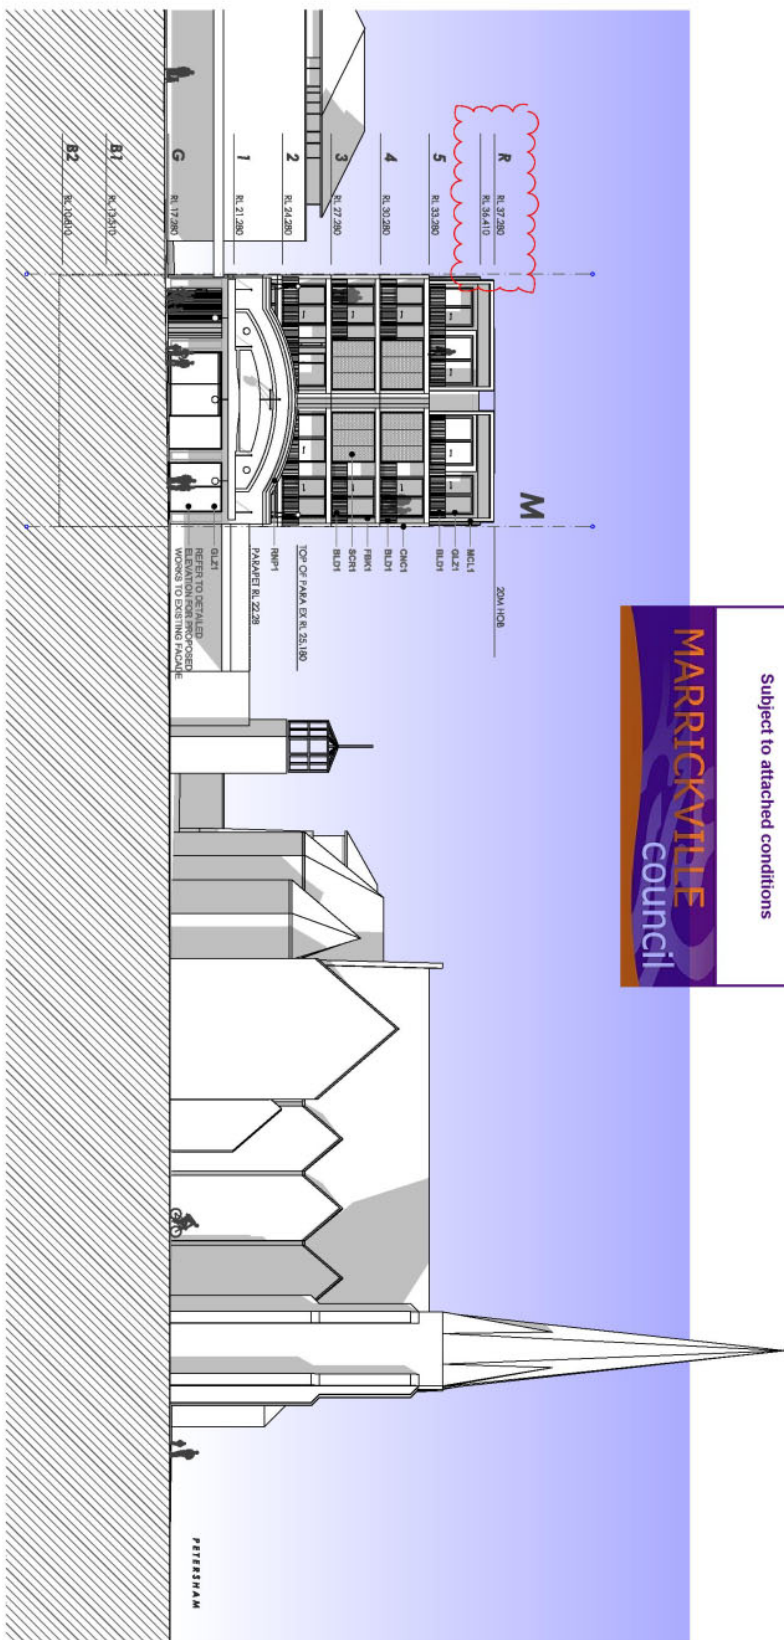 Subject to attached conditions
MARRICKVILLE
council
M
20M HOB
R
RL 37.280
RL 36.410
5
RL 33.280
4
RL 30.280
3
RL 27.280
2
RL 24.280
1
RL 21.280
G
RL 17.280
B1
RL 13.510
B2
RL 10.810
MCL1
GLZ1
BLD1
CNC1
BLD1
FBK1
SCR1
BLD1
TOP OF PARA EX RL 25.180
RNP1
PARAPET RL 22.28
GLZ1
REFER TO DETAILED
ELEVATION FOR PROPOSED
WORKS TO EXISTING FACADE
PETERSHAM